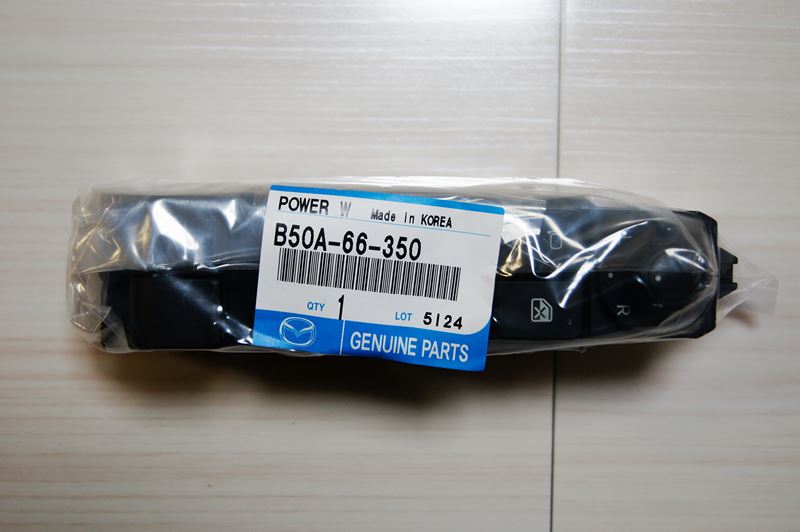 POWER W Made in KOREA
B50A-66-350
QTY 1 LOT 5124
GENUINE PARTS
R